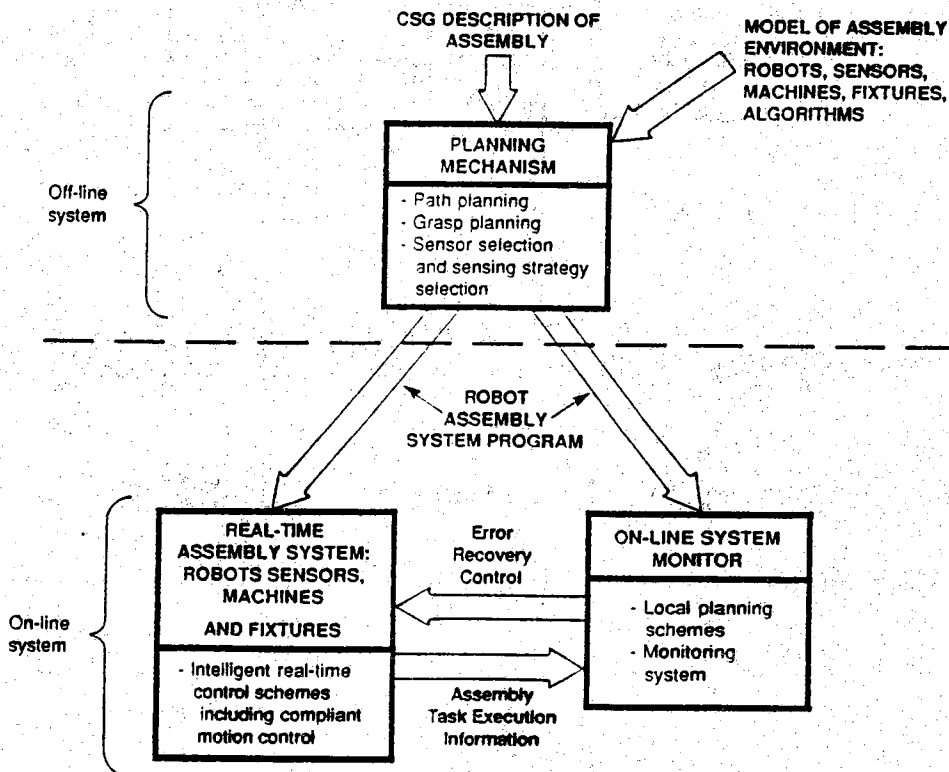 CSG DESCRIPTION OF
ASSEMBLY
MODEL OF ASSEMBLY
ENVIRONMENT:
ROBOTS, SENSORS,
MACHINES, FIXTURES,
ALGORITHMS
Off-line
system
PLANNING
MECHANISM
- Path planning
- Grasp planning
- Sensor selection
and sensing strategy
selection
ROBOT
ASSEMBLY
SYSTEM PROGRAM
On-line
system
REAL-TIME
ASSEMBLY SYSTEM:
ROBOTS SENSORS,
MACHINES
AND FIXTURES
- Intelligent real-time
control schemes
including compliant
motion control
Error
Recovery
Control
Assembly
Task Execution
Information
ON-LINE SYSTEM
MONITOR
- Local planning
schemes
- Monitoring
system